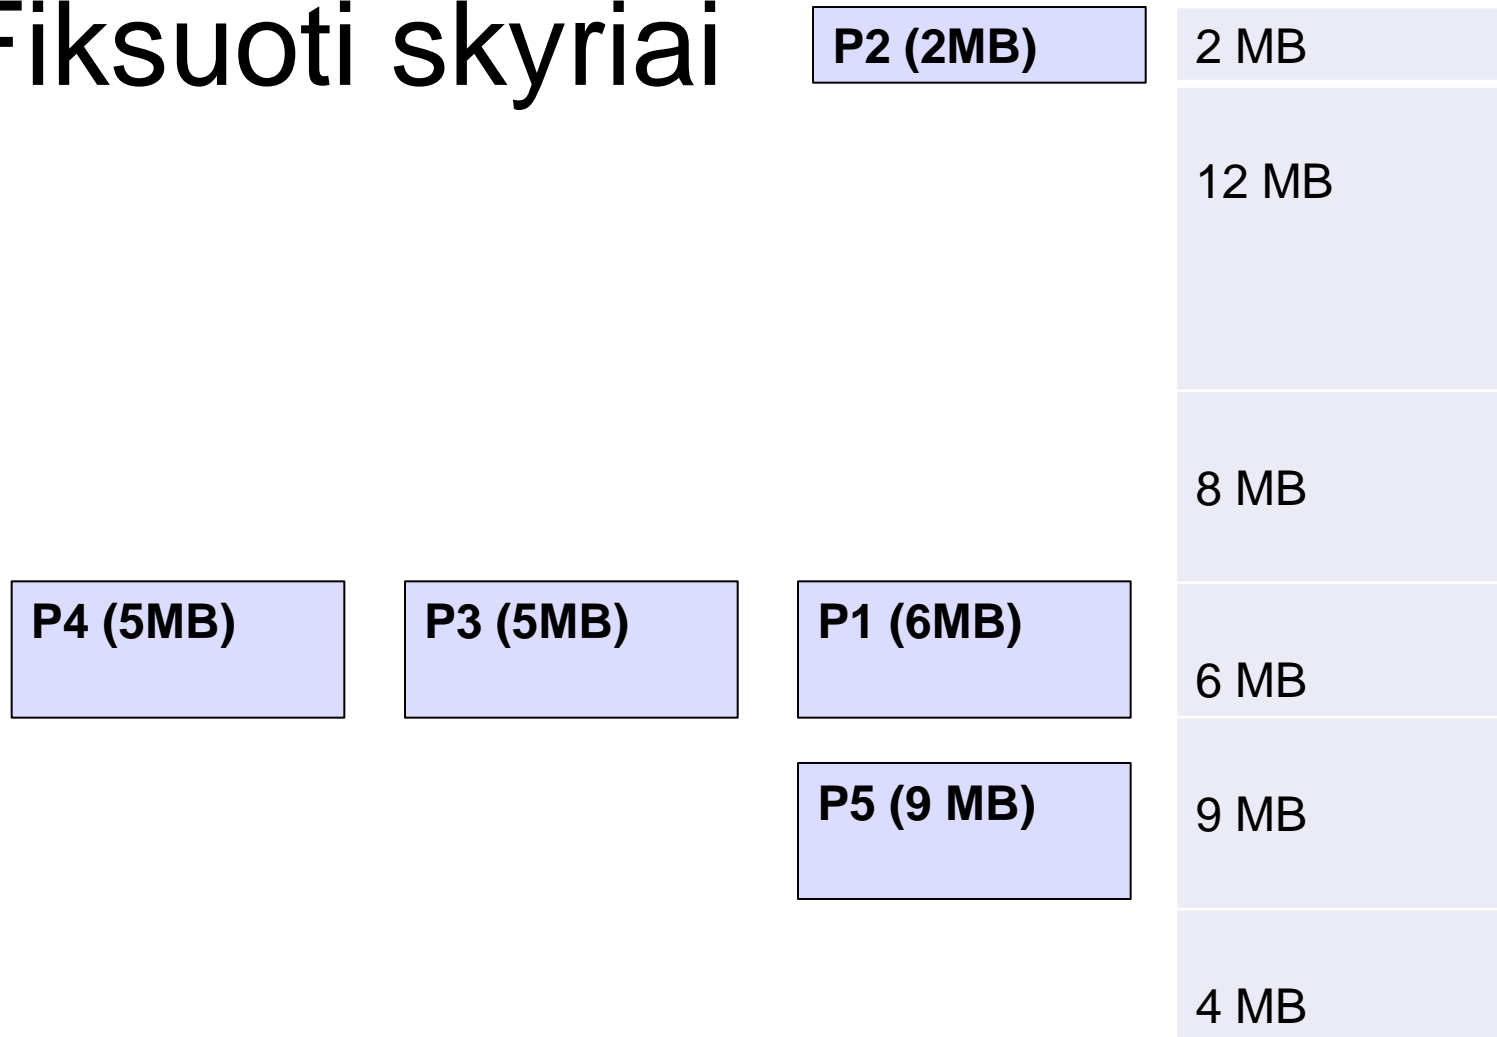 Fiksuoti skyriai
P2 (2MB)
2 MB
12 MB
8 MB
P4 (5MB)
P3 (5MB)
P1 (6MB)
6 MB
P5 (9 MB)
9 MB
4 MB